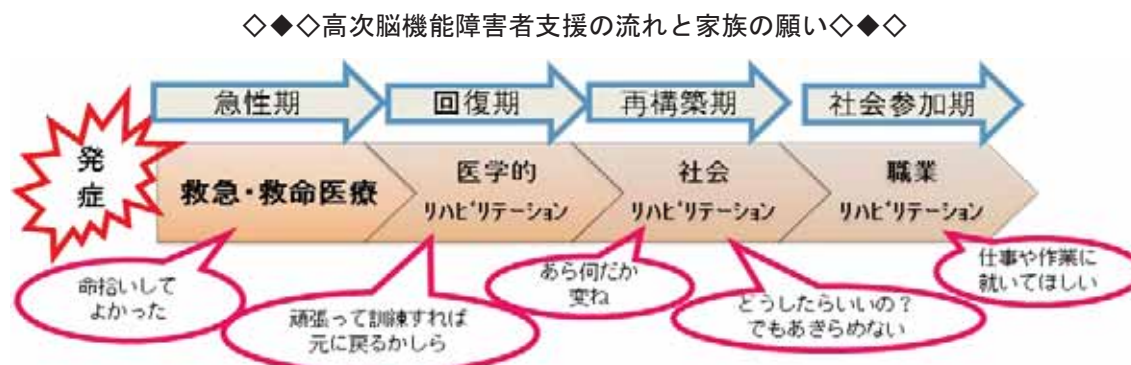 ◇◆◇高次脳機能障害者支援の流れと家族の願い◇◆◇
急性期
回復期
再構築期
社会参加期
発
症
救急・救命医療
医学的
ﾘﾊﾋﾞﾘﾃｰｼｮﾝ
社会
ﾘﾊﾋﾞﾘﾃｰｼｮﾝ
職業
ﾘﾊﾋﾞﾘﾃｰｼｮﾝ
命拾いして
よかった
頑張って訓練すれば
元に戻るかしら
あら何だか
変ね
どうしたらいいの？
でもあきらめない
仕事や作業に
就いてほしい